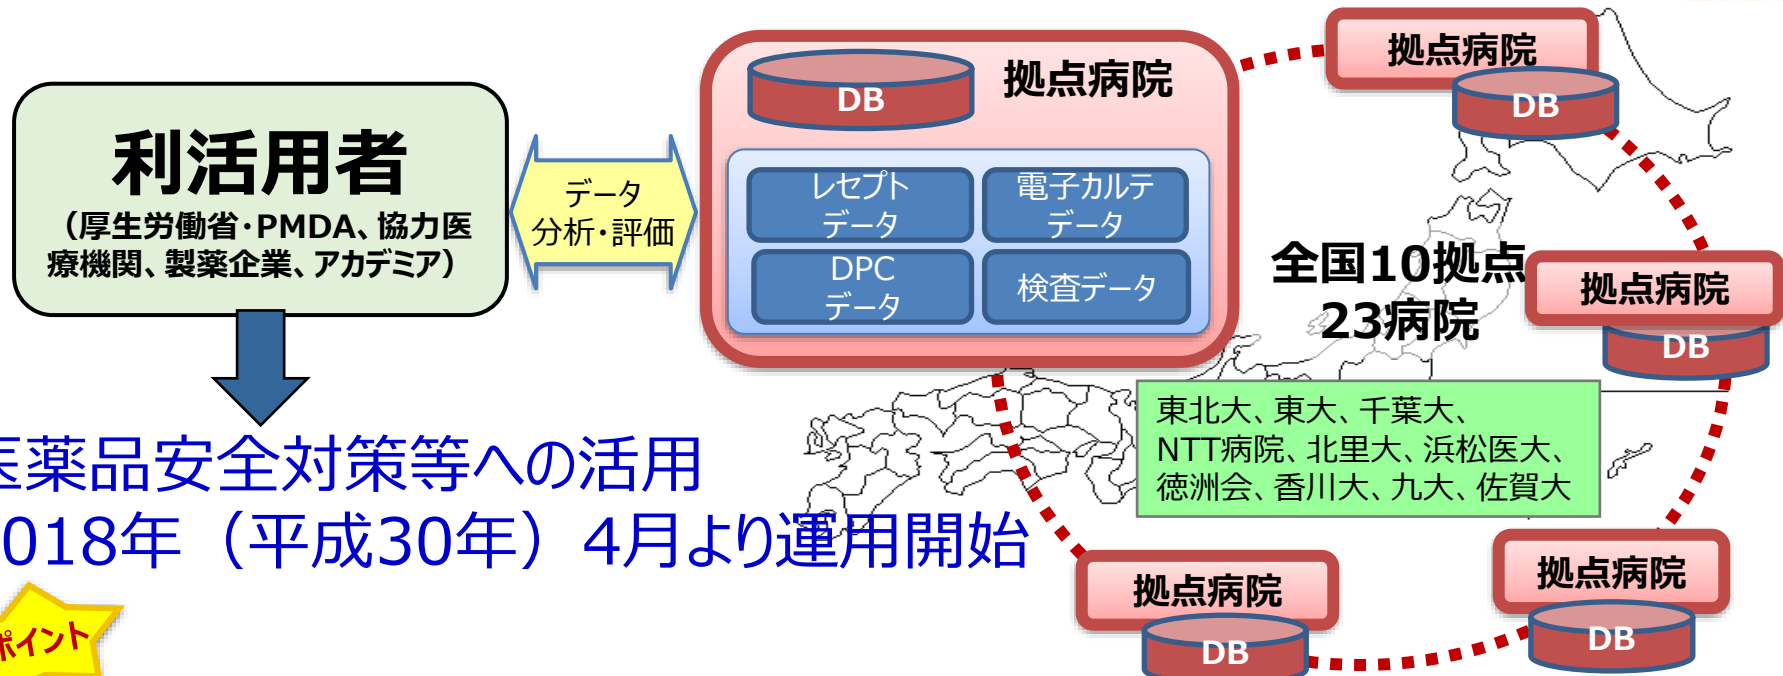 利活用者
（厚生労働省・PMDA、協力医
療機関、製薬企業、アカデミア）
データ
分析・評価
拠点病院
DB
レセプト
データ
電子カルテ
データ
DPC
データ
検査データ
拠点病院
DB
全国10拠点
23病院
拠点病院
DB
東北大、東大、千葉大、
NTT病院、北里大、浜松医大、
徳洲会、香川大、九大、佐賀大
医薬品安全対策等への活用
018年（平成30年）4月より運用開始
拠点病院
DB
拠点病院
DB
ポイント